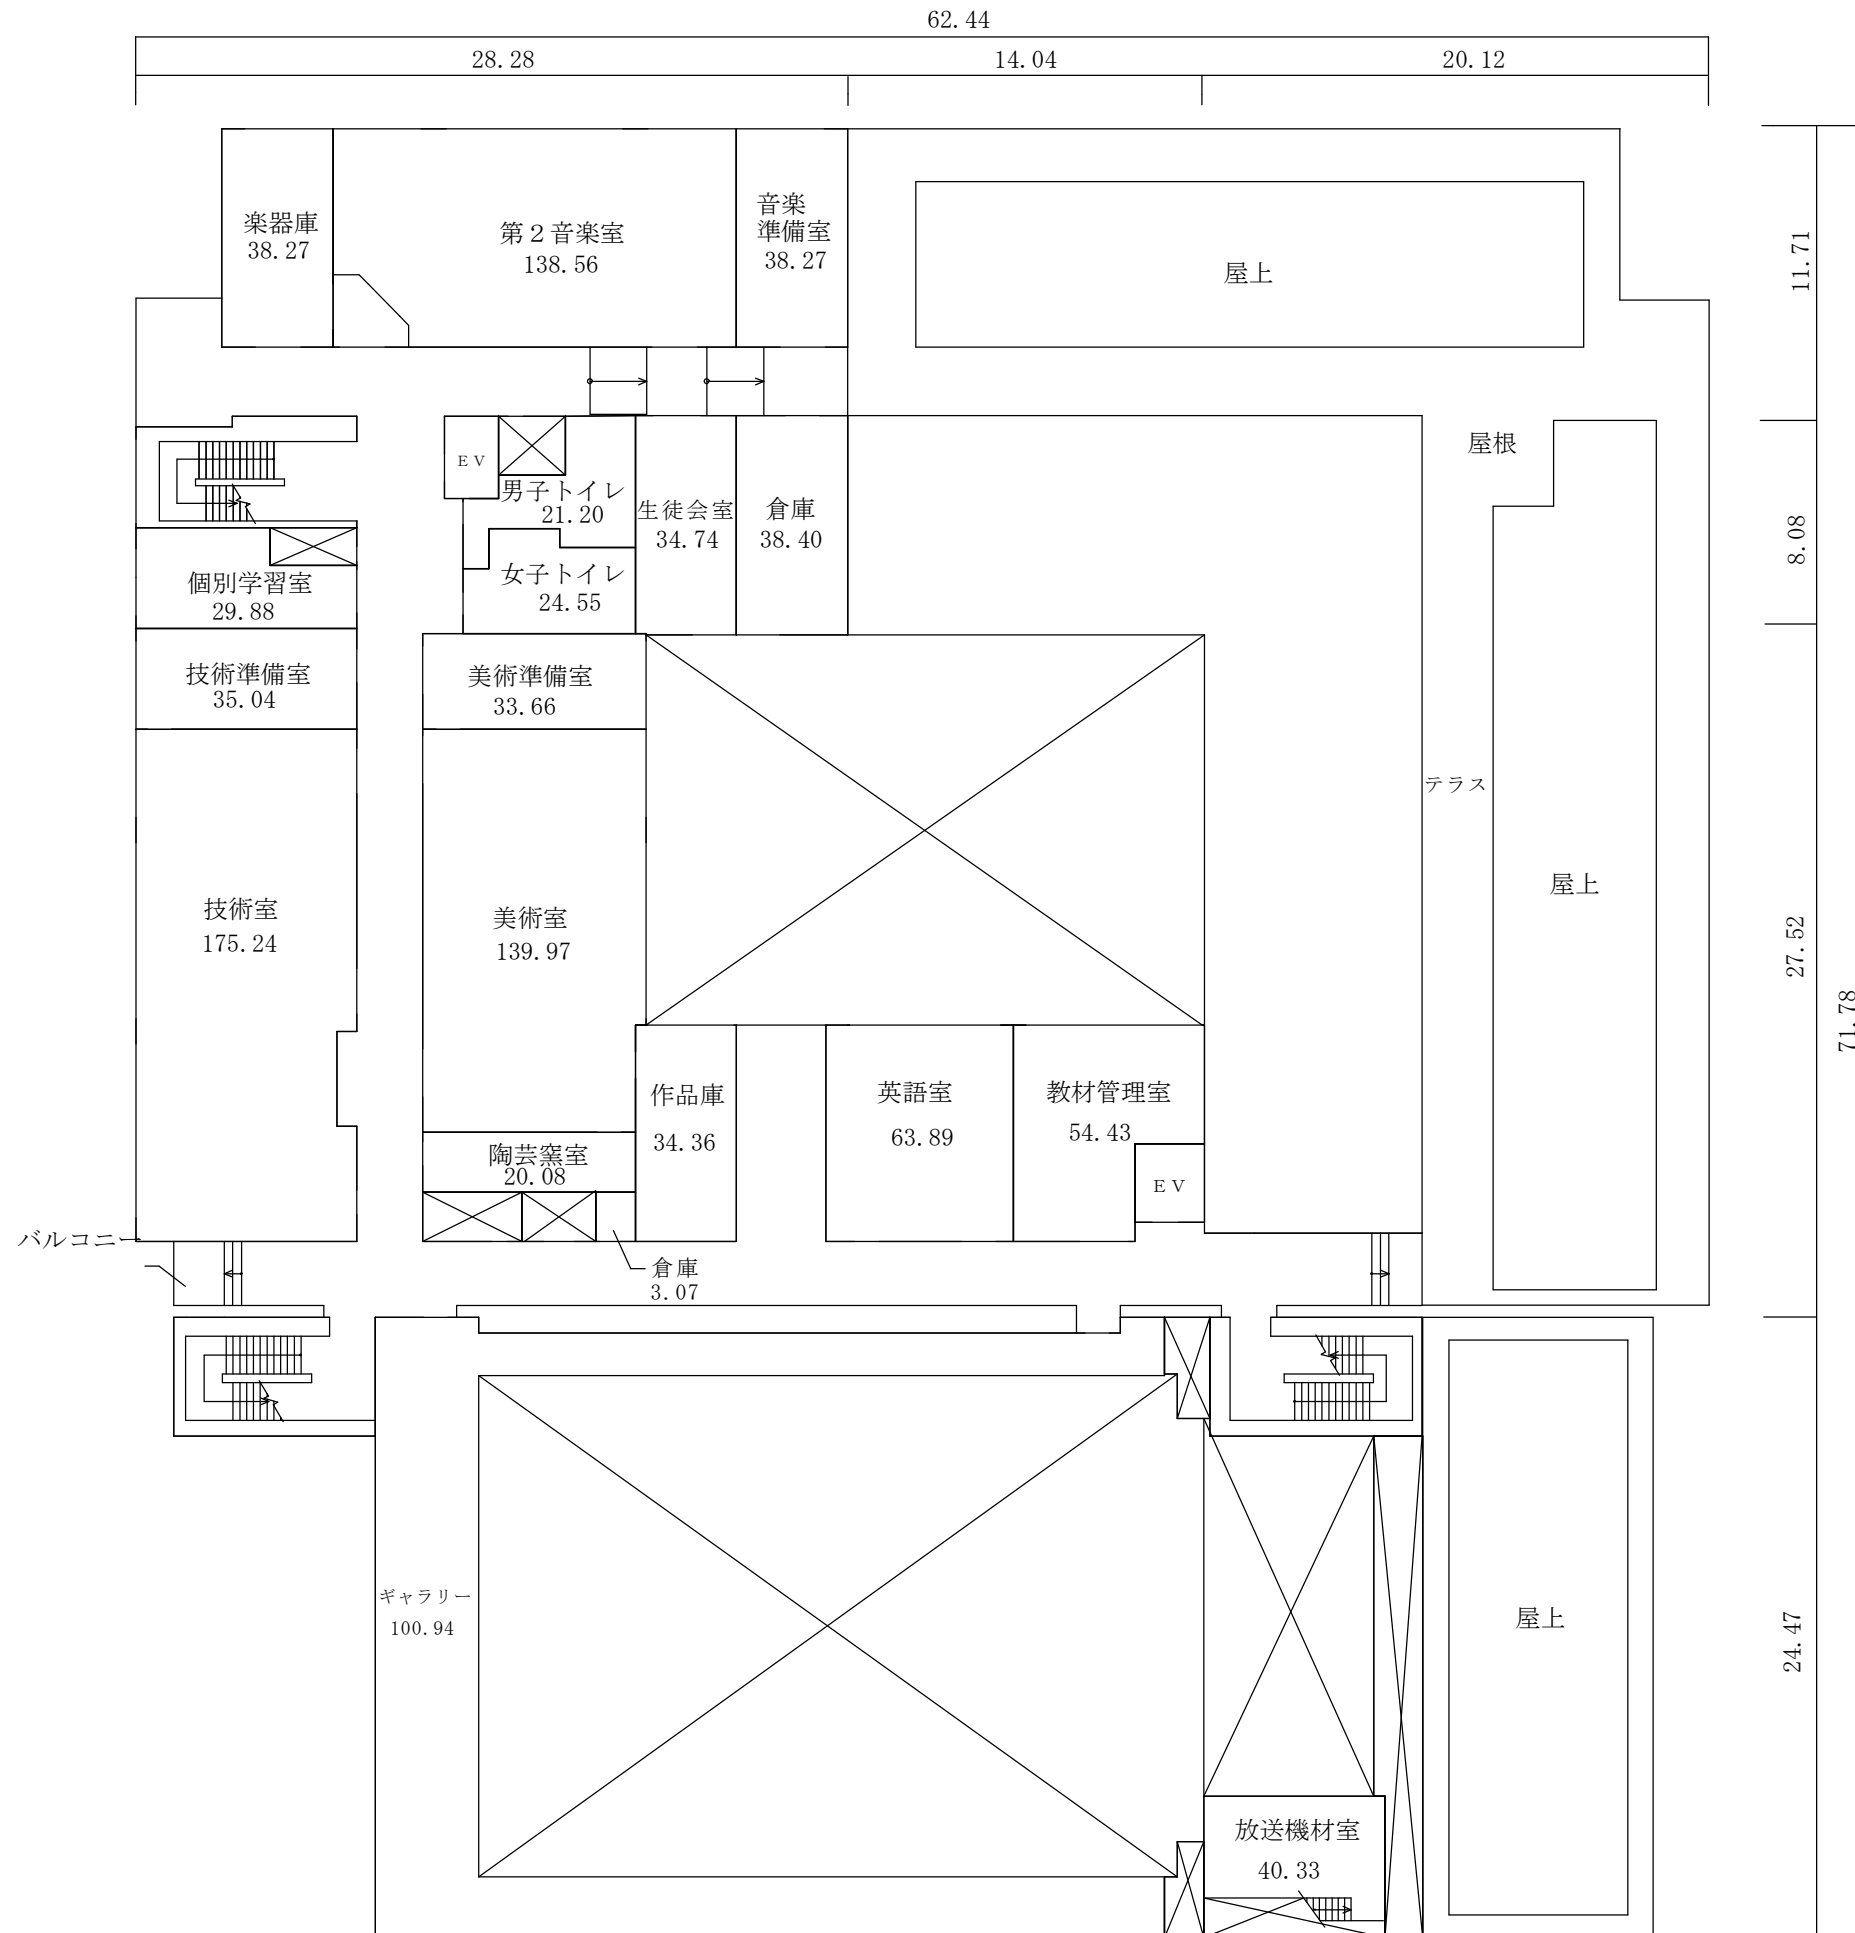 62.44
28.28
14.04
20.12
楽器庫
38.27
第２音楽室
138.56
音楽
準備室
38.27
屋上
11.71
屋根
ＥＶ
男子トイレ
21.20
生徒会室
34.74
倉庫
38.40
8.08
個別学習室
29.88
女子トイレ
24.55
技術準備室
35.04
美術準備室
33.66
テラス
屋上
技術室
175.24
美術室
139.97
27.52
71.78
作品庫
34.36
英語室
63.89
教材管理室
54.43
ＥＶ
陶芸窯室
20.08
バルコニー
倉庫
3.07
ギャラリー
100.94
屋上
24.47
放送機材室
40.33